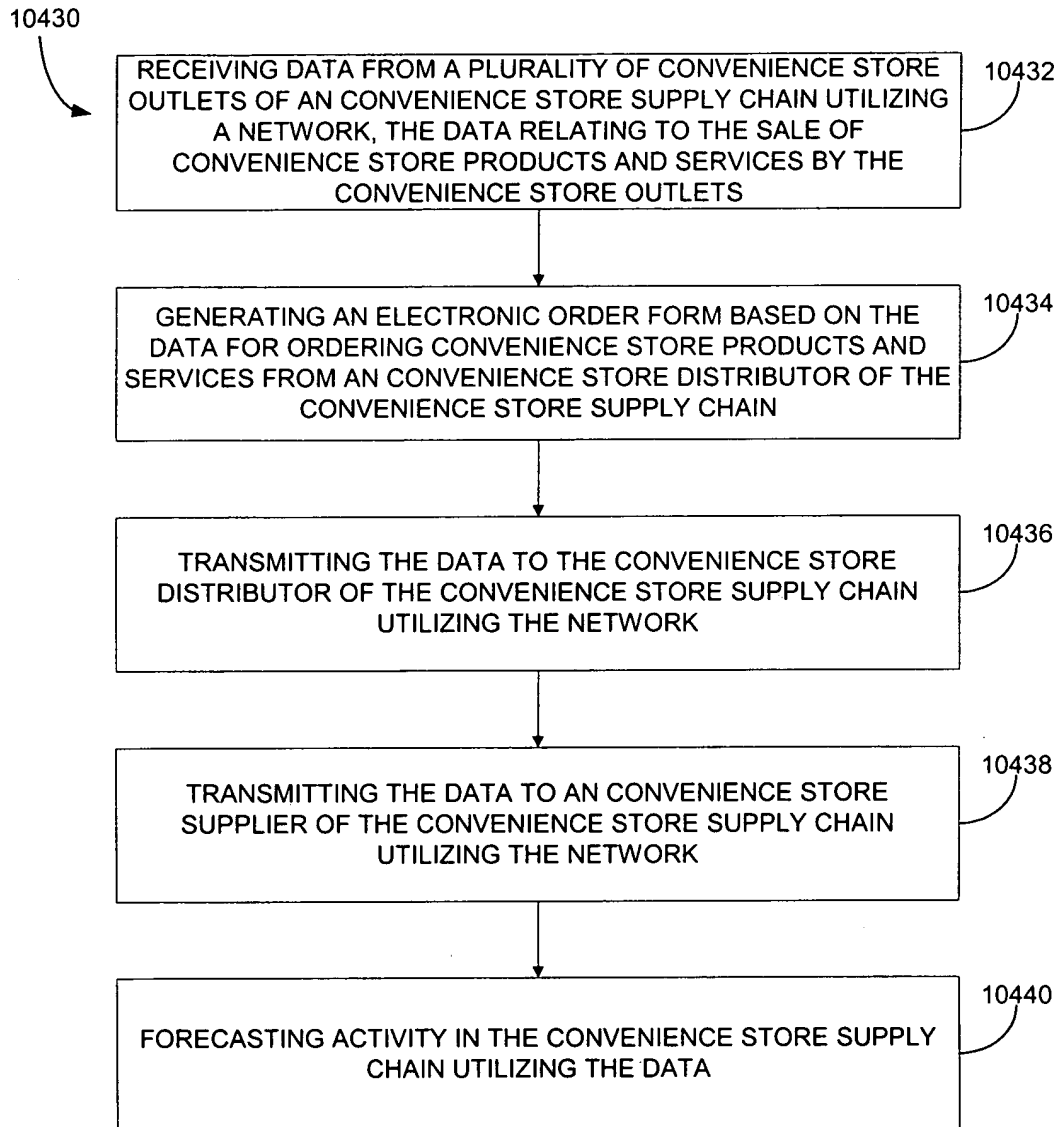 10430
RECEIVING DATA FROM A PLURALITY OF CONVENIENCE STORE
OUTLETS OF AN CONVENIENCE STORE SUPPLY CHAIN UTILIZING
A NETWORK, THE DATA RELATING TO THE SALE OF
CONVENIENCE STORE PRODUCTS AND SERVICES BY THE
CONVENIENCE STORE OUTLETS
10432
GENERATING AN ELECTRONIC ORDER FORM BASED ON THE
DATA FOR ORDERING CONVENIENCE STORE PRODUCTS AND
SERVICES FROM AN CONVENIENCE STORE DISTRIBUTOR OF THE
CONVENIENCE STORE SUPPLY CHAIN
10434
TRANSMITTING THE DATA TO THE CONVENIENCE STORE
DISTRIBUTOR OF THE CONVENIENCE STORE SUPPLY CHAIN
UTILIZING THE NETWORK
10436
TRANSMITTING THE DATA TO AN CONVENIENCE STORE
SUPPLIER OF THE CONVENIENCE STORE SUPPLY CHAIN
UTILIZING THE NETWORK
10438
FORECASTING ACTIVITY IN THE CONVENIENCE STORE SUPPLY
CHAIN UTILIZING THE DATA
10440